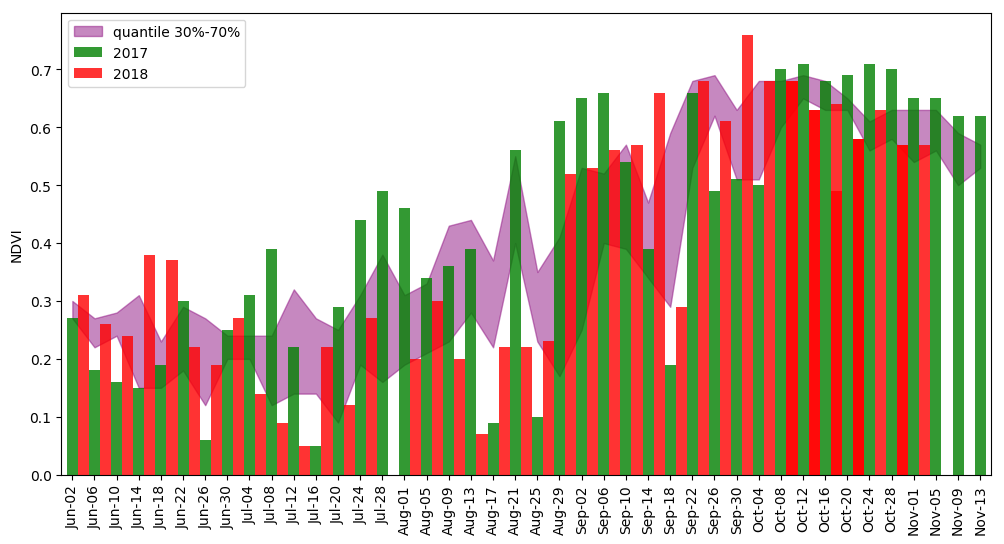 quantile 30%-70%
2017
2018
NDVI
0.7
0.6
0.5
0.4
0.3
0.2
0.1
0.0
Jun-02
Jun-06
Jun-10
Jun-14
Jun-18
Jun-22
Jun-26
Jun-30
Jul-04
Jul-08
Jul-12
Jul-16
Jul-20
Jul-24
Jul-28
Aug-01
Aug-05
Aug-09
Aug-13
Aug-17
Aug-21
Aug-25
Aug-29
Sep-02
Sep-06
Sep-10
Sep-14
Sep-18
Sep-22
Sep-26
Sep-30
Oct-04
Oct-08
Oct-12
Oct-16
Oct-20
Oct-24
Oct-28
Nov-01
Nov-05
Nov-09
Nov-13